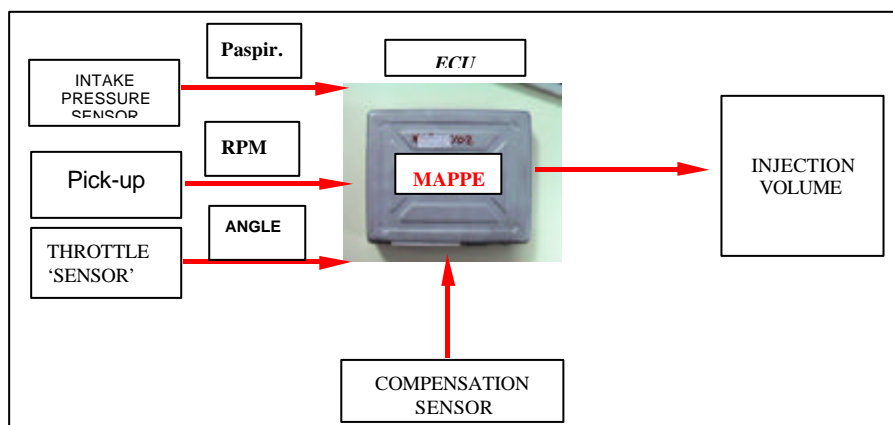 Paspir.
ECU
INTAKE
PRESSURE
SENSOR
RPM
Pick-up
MAPPE
ANGLE
THROTTLE
‘SENSOR’
INJECTION
VOLUME
COMPENSATION
SENSOR